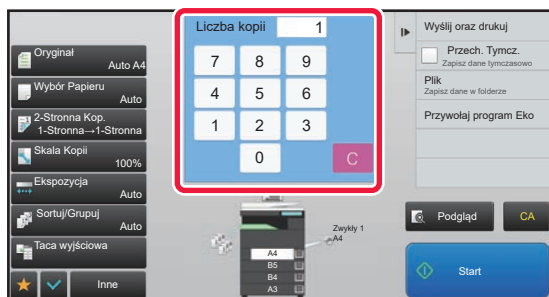 Oryginał
Auto A4
Wybór Papieru
Auto
2-Stronna Kop.
1-Stronna→1-Stronna
Skala Kopii
100%
Ekspozycja
Auto
Sortuj/Grupuj
Auto
Taca wyjściowa
Inne
Liczba kopii 1
7 8 9
4 5 6
1 2 3
0 C
Zwykły 1
A4
A4
B5
B4
A3
Wyślij oraz drukuj
Przech. Tymcz.
Zapisz dane tymczasowo
Plik
Zapisz dane w folderze
Przywołaj program Eko
Podgląd CA
Start